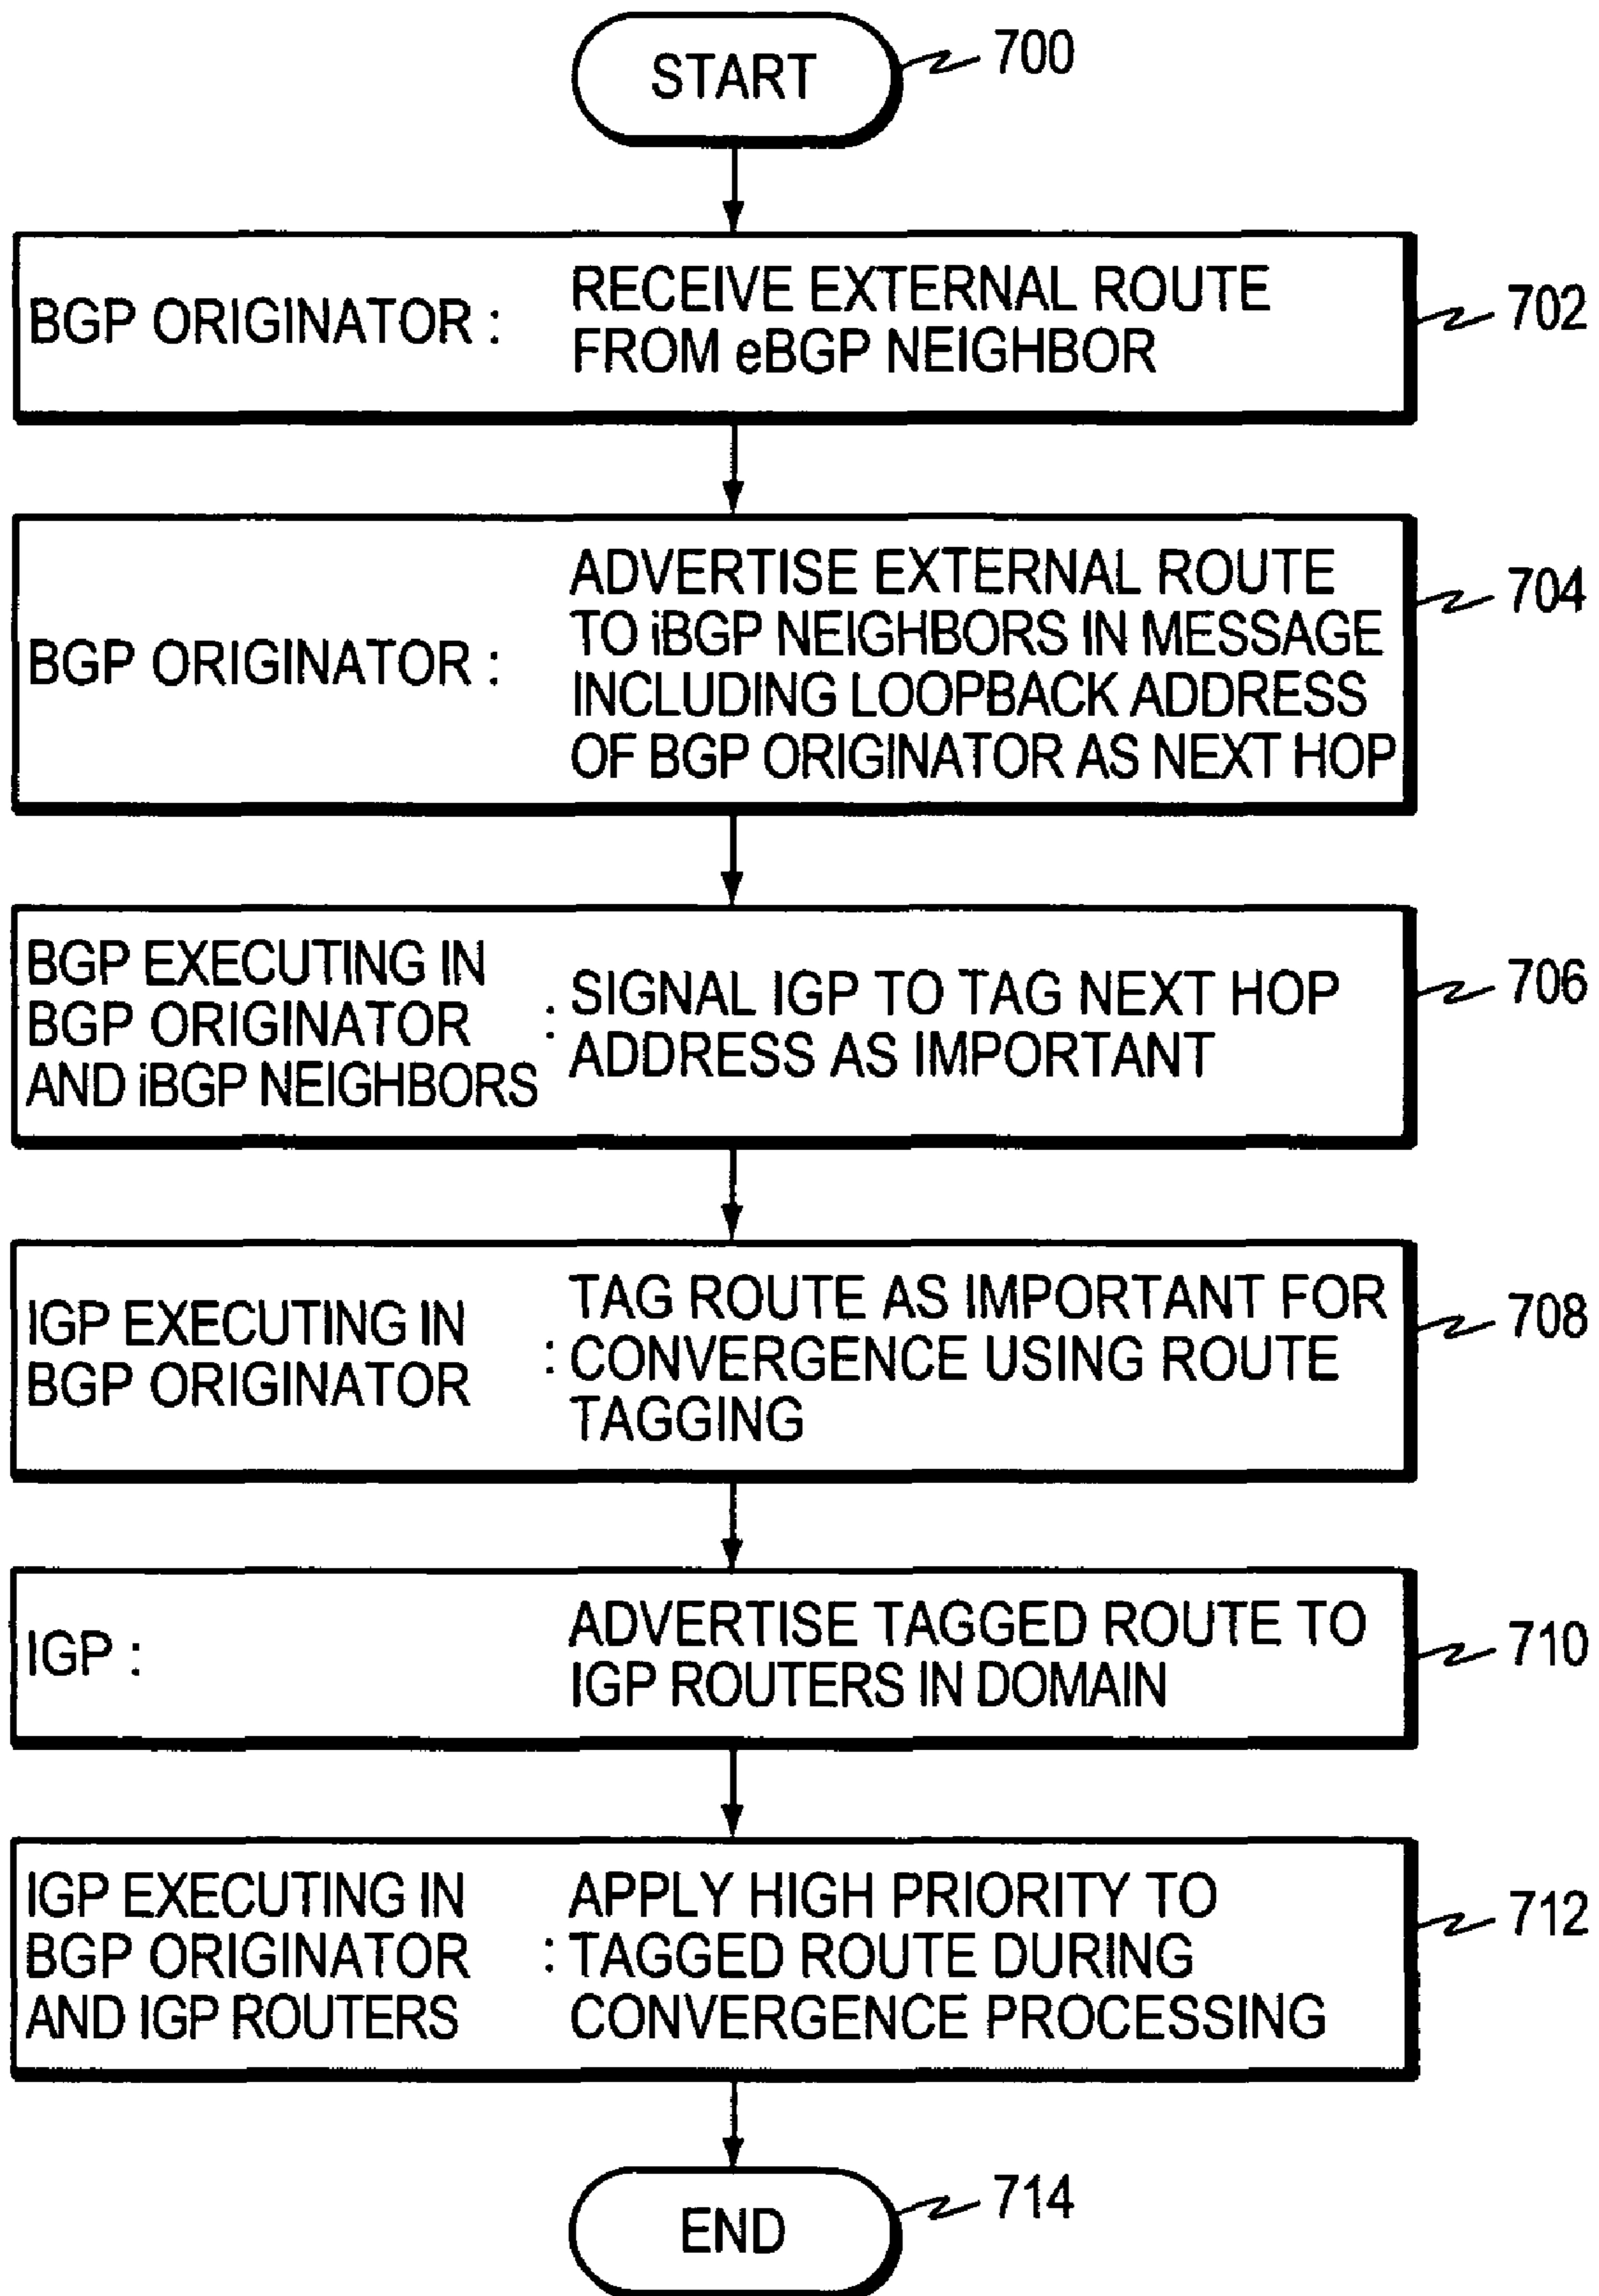 START
700
BGP ORIGINATOR :
RECEIVE EXTERNAL ROUTE
FROM eBGP NEIGHBOR
702
BGP ORIGINATOR :
ADVERTISE EXTERNAL ROUTE
TO iBGP NEIGHBORS IN MESSAGE
INCLUDING LOOPBACK ADDRESS
OF BGP ORIGINATOR AS NEXT HOP
704
BGP EXECUTING IN
BGP ORIGINATOR :
AND iBGP NEIGHBORS
SIGNAL IGP TO TAG NEXT HOP
ADDRESS AS IMPORTANT
706
IGP EXECUTING IN
BGP ORIGINATOR :
TAG ROUTE AS IMPORTANT FOR
CONVERGENCE USING ROUTE
TAGGING
708
IGP :
ADVERTISE TAGGED ROUTE TO
IGP ROUTERS IN DOMAIN
710
IGP EXECUTING IN
BGP ORIGINATOR :
AND IGP ROUTERS
APPLY HIGH PRIORITY TO
TAGGED ROUTE DURING
CONVERGENCE PROCESSING
712
END
714